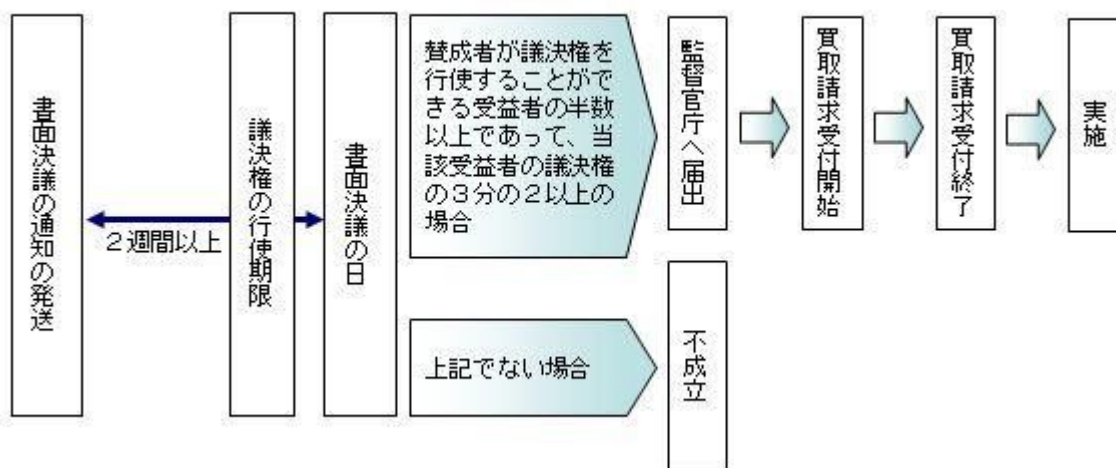 書面決議の通知の発送
２週間以上
議決権の行使期限
書面決議の日
賛成者が議決権を
行使することがで
きる受益者の半数
以上であって、当
該受益者の議決権
の３分の２以上の
場合
監督官庁へ届出
買取請求受付開始
買取請求受付終了
実施
上記でない場合
不成立